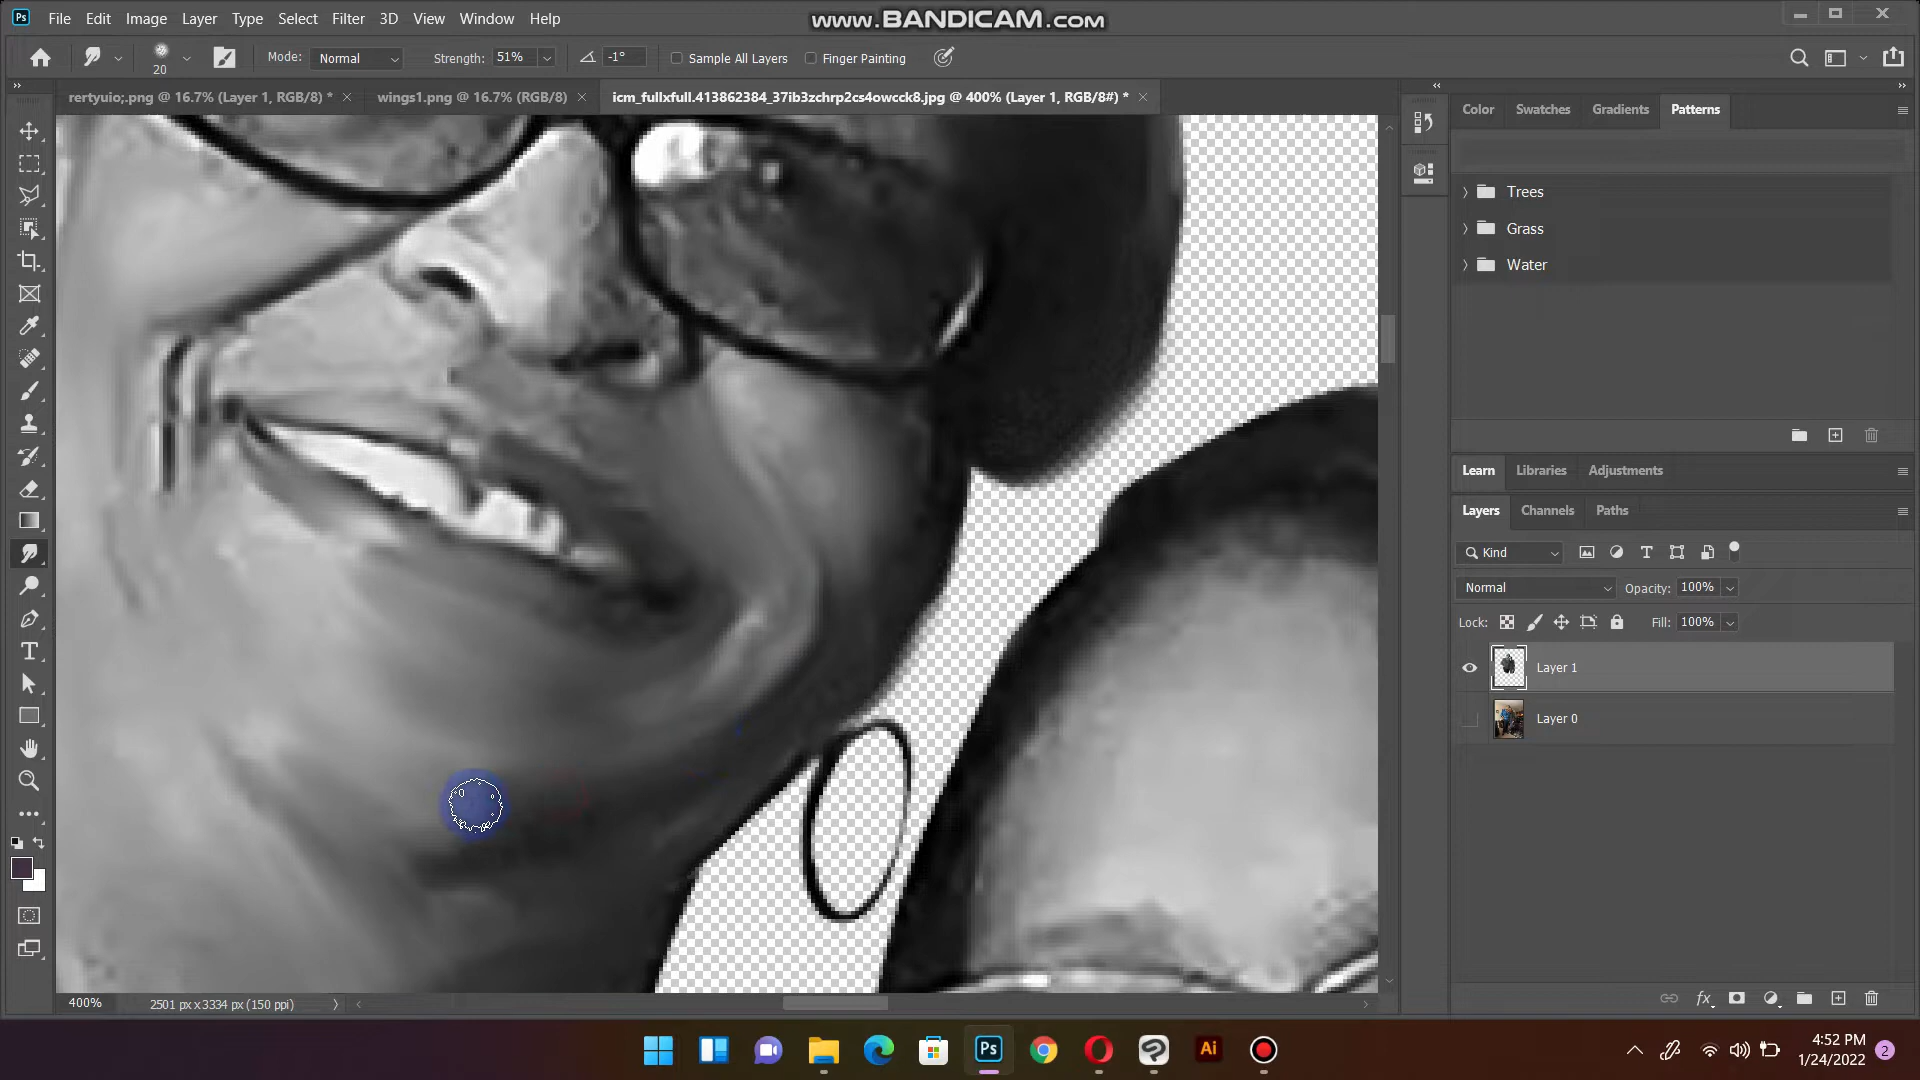 File Edit Image Layer Type Select Filter 3D View Window Help
www.BANDICAM.com
20 Mode: Normal Strength: 51% -1° Sample All Layers Finger Painting
rertyuio;.png @ 16.7% (Layer 1, RGB/8) *
wings1.png @ 16.7% (RGB/8)
icm_fullxfull.413862384_37ib3zchrp2cs4owcck8.jpg @ 400% (Layer 1, RGB/8#) *
Color Swatches Gradients Patterns
Trees
Grass
Water
Learn Libraries Adjustments
Layers Channels Paths
Kind
Normal Opacity: 100%
Lock: Fill: 100%
Layer 1
Layer 0
400% 2501 px x 3334 px (150 ppi)
Ps
Ai
4:52 PM
1/24/2022
2